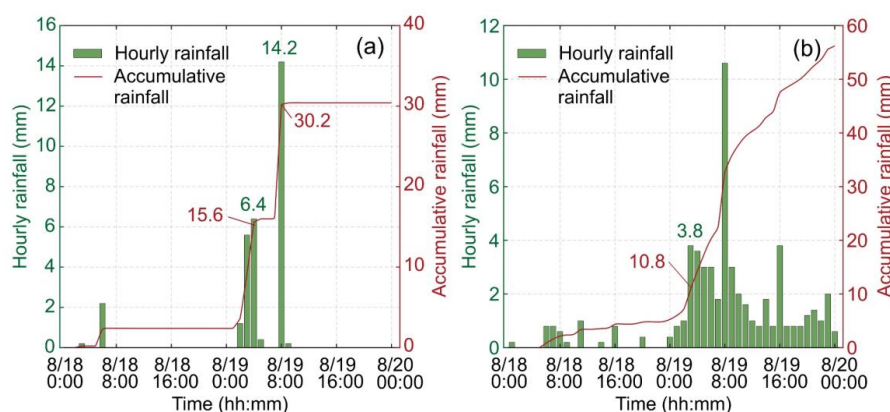 (a)
Hourly rainfall
Accumulative
rainfall
14.2
30.2
6.4
15.6
Hourly rainfall (mm)
16
14
12
10
8
6
4
2
0
Accumulative rainfall (mm)
40
30
20
10
0
8/18 8/18 8/18 8/19 8/19 8/19 8/20
0:00 8:00 16:00 0:00 8:00 16:00 00:00
Time (hh:mm)
(b)
Hourly rainfall
Accumulative
rainfall
3.8
10.8
Hourly rainfall (mm)
12
10
8
6
4
2
0
Accumulative rainfall (mm)
60
50
40
30
20
10
0
8/18 8/18 8/18 8/19 8/19 8/19 8/20
0:00 8:00 16:00 0:00 8:00 16:00 00:00
Time (hh:mm)